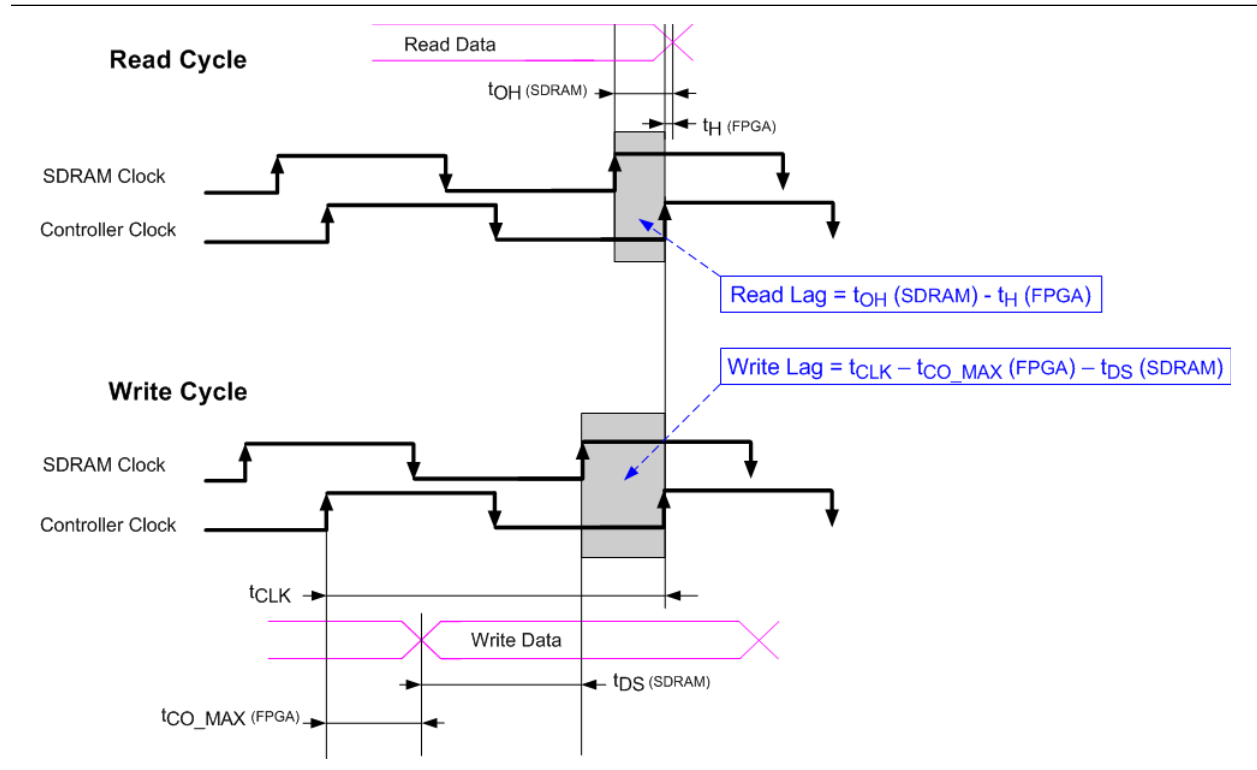 Read Data
Read Cycle
tOH (SDRAM)
tH (FPGA)
SDRAM Clock
Controller Clock
Read Lag = tOH (SDRAM) - tH (FPGA)
Write Lag = tCLK – tCO_MAX (FPGA) – tDS (SDRAM)
Write Cycle
SDRAM Clock
Controller Clock
tCLK
Write Data
tDS (SDRAM)
tCO_MAX (FPGA)